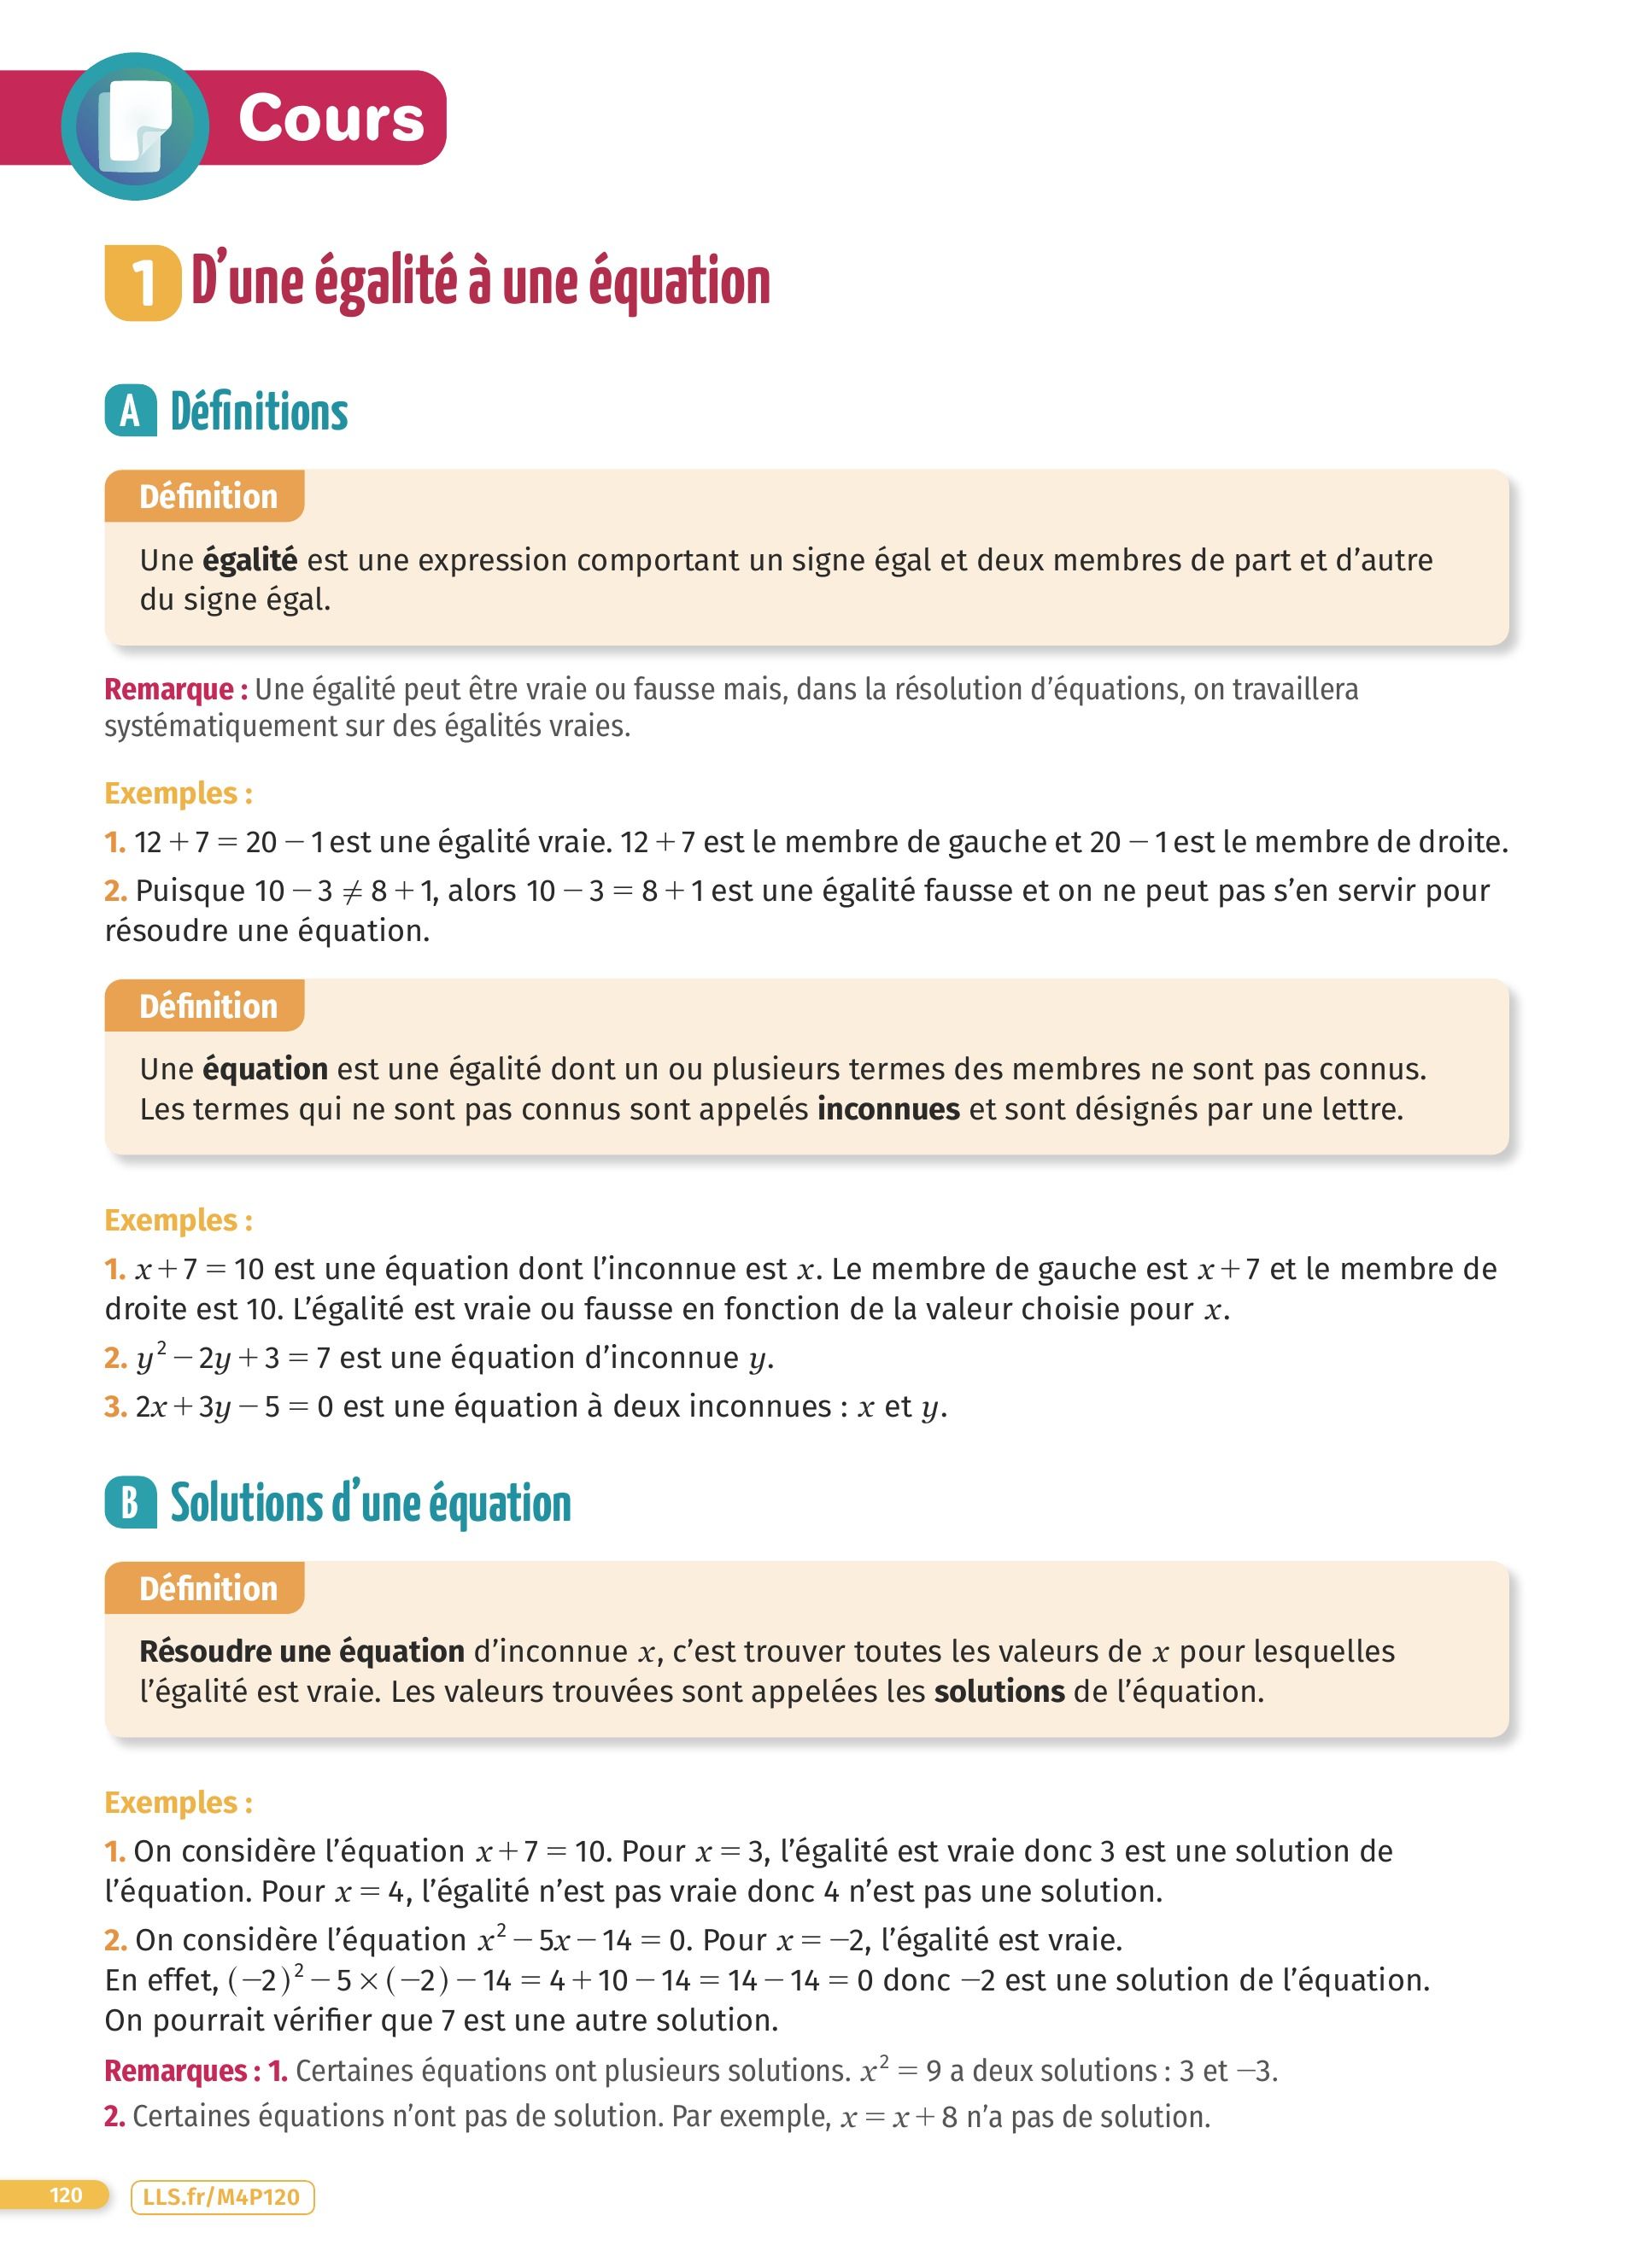 Cours
1 D’une égalité à une équation
A Définitions
Définition
Une égalité est une expression comportant un signe égal et deux membres de part et d’autre
du signe égal.
Remarque : Une égalité peut être vraie ou fausse mais, dans la résolution d’équations, on travaillera
systématiquement sur des égalités vraies.
Exemples :
1. 12 + 7 = 20 − 1 est une égalité vraie. 12 + 7 est le membre de gauche et 20 − 1 est le membre de droite.
2. Puisque 10 − 3 ≠ 8 + 1, alors 10 − 3 = 8 + 1 est une égalité fausse et on ne peut pas s’en servir pour
résoudre une équation.
Définition
Une équation est une égalité dont un ou plusieurs termes des membres ne sont pas connus.
Les termes qui ne sont pas connus sont appelés inconnues et sont désignés par une lettre.
Exemples :
1. x + 7 = 10 est une équation dont l’inconnue est x. Le membre de gauche est x + 7 et le membre de
droite est 10. L’égalité est vraie ou fausse en fonction de la valeur choisie pour x.
2. y² − 2y + 3 = 7 est une équation d’inconnue y.
3. 2x + 3y − 5 = 0 est une équation à deux inconnues : x et y.
B Solutions d’une équation
Définition
Résoudre une équation d’inconnue x, c’est trouver toutes les valeurs de x pour lesquelles
l’égalité est vraie. Les valeurs trouvées sont appelées les solutions de l’équation.
Exemples :
1. On considère l’équation x + 7 = 10. Pour x = 3, l’égalité est vraie donc 3 est une solution de
l’équation. Pour x = 4, l’égalité n’est pas vraie donc 4 n’est pas une solution.
2. On considère l’équation x² − 5x − 14 = 0. Pour x = −2, l’égalité est vraie.
En effet, (−2)² − 5 × (−2) − 14 = 4 + 10 − 14 = 14 − 14 = 0 donc −2 est une solution de l’équation.
On pourrait vérifier que 7 est une autre solution.
Remarques : 1. Certaines équations ont plusieurs solutions. x² = 9 a deux solutions : 3 et −3.
2. Certaines équations n’ont pas de solution. Par exemple, x = x + 8 n’a pas de solution.
120 LLS.fr/M4P120